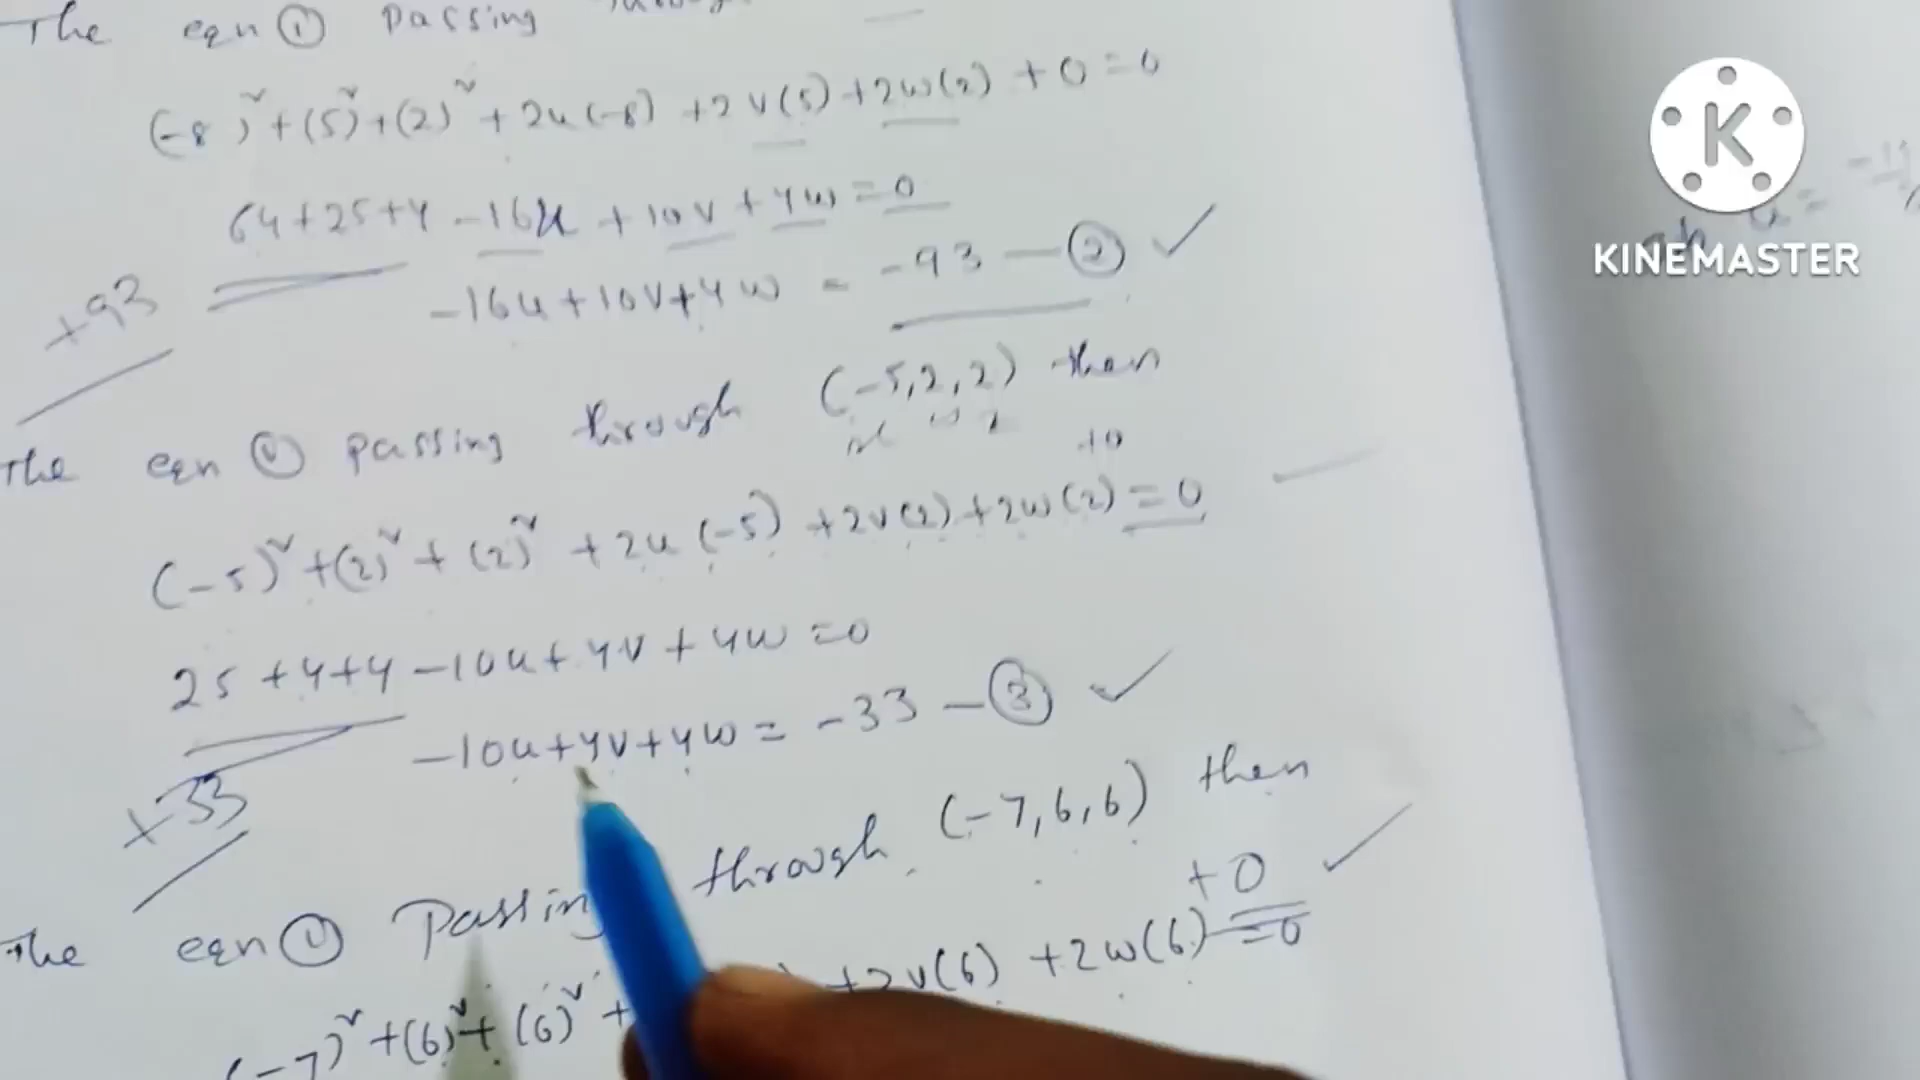 The eqn ① passing
(-8)² + (5)² + (2)² + 2u(-8) + 2v(5) + 2w(2) + 0 = 0
64 + 25 + 4 - 16u + 10v + 4w = 0
+93
-16u + 10v + 4w = -93 — ② ✓
The eqn ① passing through (-5, 2, 2) then
+0
(-5)² + (2)² + (2)² + 2u(-5) + 2v(2) + 2w(2) = 0
25 + 4 + 4 - 10u + 4v + 4w = 0
-10u + 4v + 4w = -33 — ③ ✓
+33
The eqn ① Passing through (-7, 6, 6) then
+0 ✓
(-7)² + (6)² + (6)² + + 2v(6) + 2w(6) = 0
K
KINEMASTER